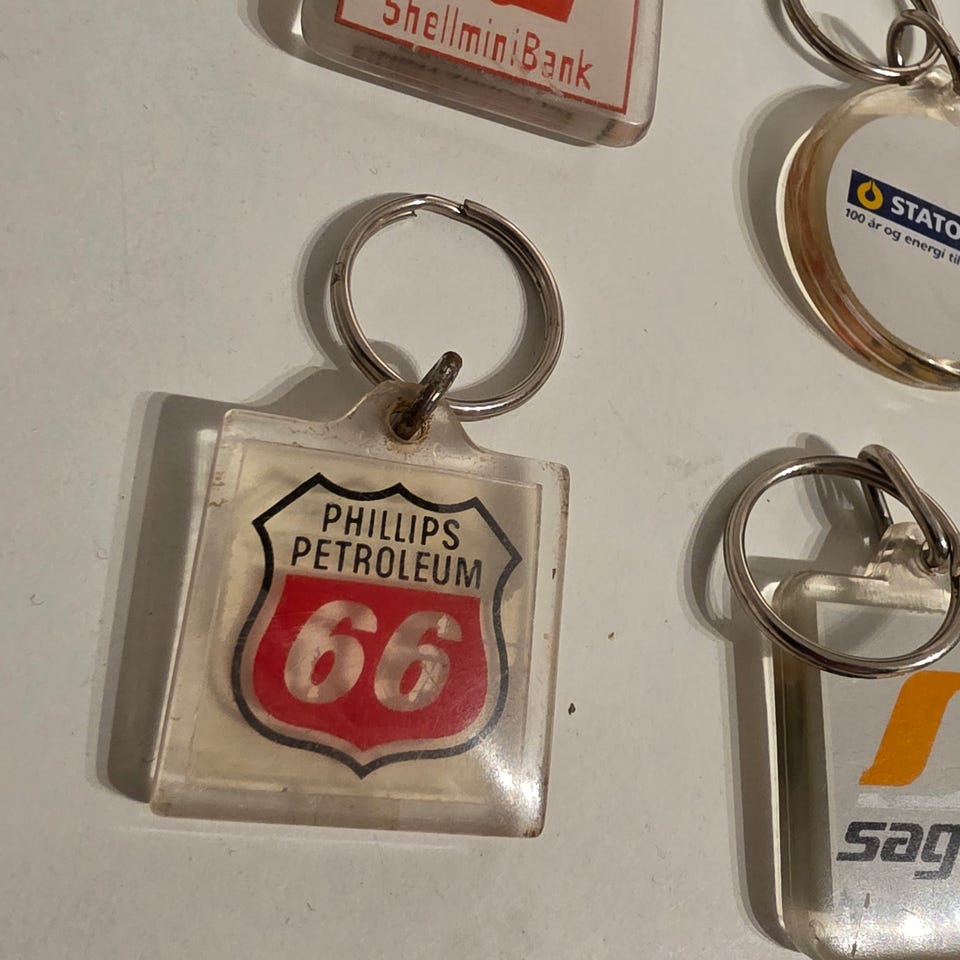 ShellminiBank
STATO
100 år og energi til
PHILLIPS
PETROLEUM
66
sag